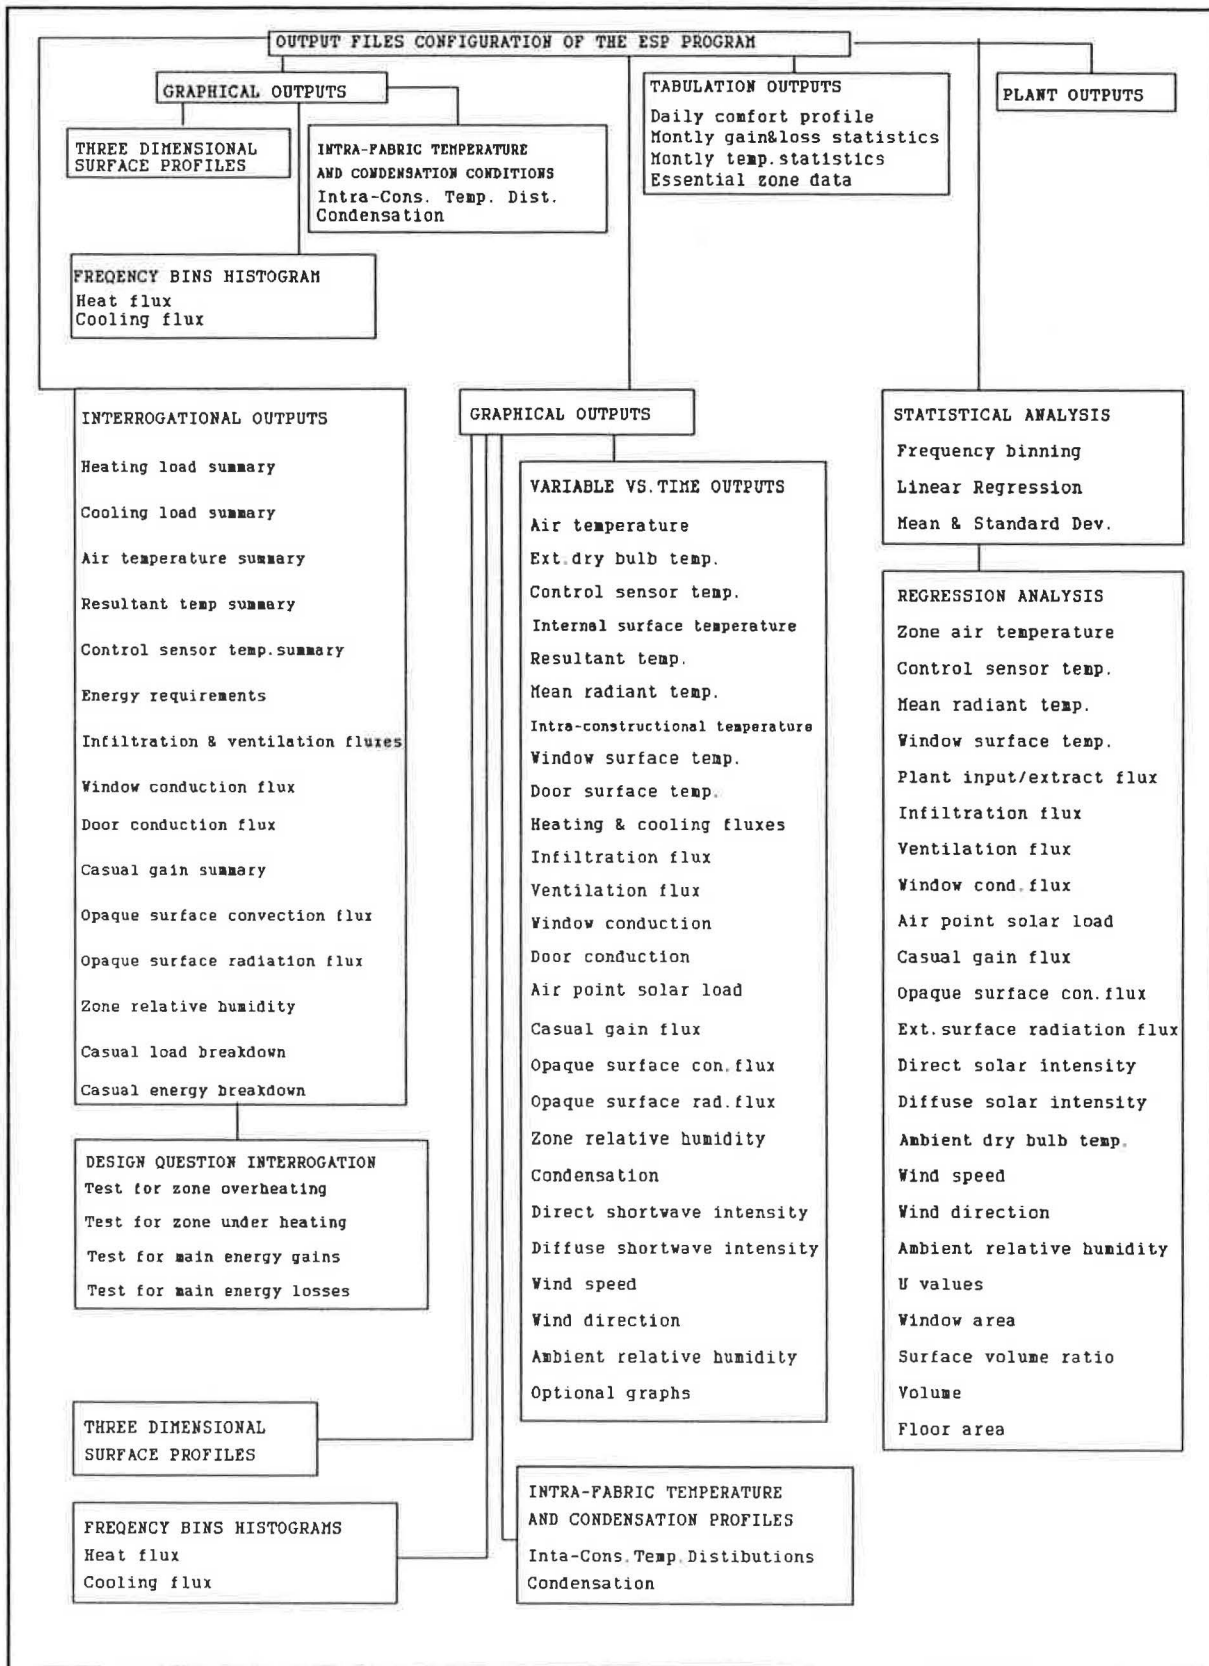 OUTPUT FILES CONFIGURATION OF THE ESP PROGRAM
GRAPHICAL OUTPUTS
THREE DIMENSIONAL
SURFACE PROFILES
INTRA-FABRIC TEMPERATURE
AND CONDENSATION CONDITIONS
Intra-Cons. Temp. Dist.
Condensation
FREQENCY BINS HISTOGRAM
Heat flux
Cooling flux
TABULATION OUTPUTS
Daily comfort profile
Montly gain&loss statistics
Montly temp.statistics
Essential zone data
PLANT OUTPUTS
INTERROGATIONAL OUTPUTS
Heating load summary
Cooling load summary
Air temperature summary
Resultant temp summary
Control sensor temp.summary
Energy requirements
Infiltration & ventilation fluxes
Window conduction flux
Door conduction flux
Casual gain summary
Opaque surface convection flux
Opaque surface radiation flux
Zone relative humidity
Casual load breakdown
Casual energy breakdown
DESIGN QUESTION INTERROGATION
Test for zone overheating
Test for zone under heating
Test for main energy gains
Test for main energy losses
GRAPHICAL OUTPUTS
VARIABLE VS.TIME OUTPUTS
Air temperature
Ext.dry bulb temp.
Control sensor temp.
Internal surface temperature
Resultant temp.
Mean radiant temp.
Intra-constructional temperature
Window surface temp.
Door surface temp.
Heating & cooling fluxes
Infiltration flux
Ventilation flux
Window conduction
Door conduction
Air point solar load
Casual gain flux
Opaque surface con.flux
Opaque surface rad.flux
Zone relative humidity
Condensation
Direct shortwave intensity
Diffuse shortwave intensity
Wind speed
Wind direction
Ambient relative humidity
Optional graphs
STATISTICAL ANALYSIS
Frequency binning
Linear Regression
Mean & Standard Dev.
REGRESSION ANALYSIS
Zone air temperature
Control sensor temp.
Mean radiant temp.
Window surface temp.
Plant input/extract flux
Infiltration flux
Ventilation flux
Window cond.flux
Air point solar load
Casual gain flux
Opaque surface con.flux
Ext.surface radiation flux
Direct solar intensity
Diffuse solar intensity
Ambient dry bulb temp.
Wind speed
Wind direction
Ambient relative humidity
U values
Window area
Surface volume ratio
Volume
Floor area
THREE DIMENSIONAL
SURFACE PROFILES
FREQENCY BINS HISTOGRAMS
Heat flux
Cooling flux
INTRA-FABRIC TEMPERATURE
AND CONDENSATION PROFILES
Inta-Cons.Temp.Distibutions
Condensation